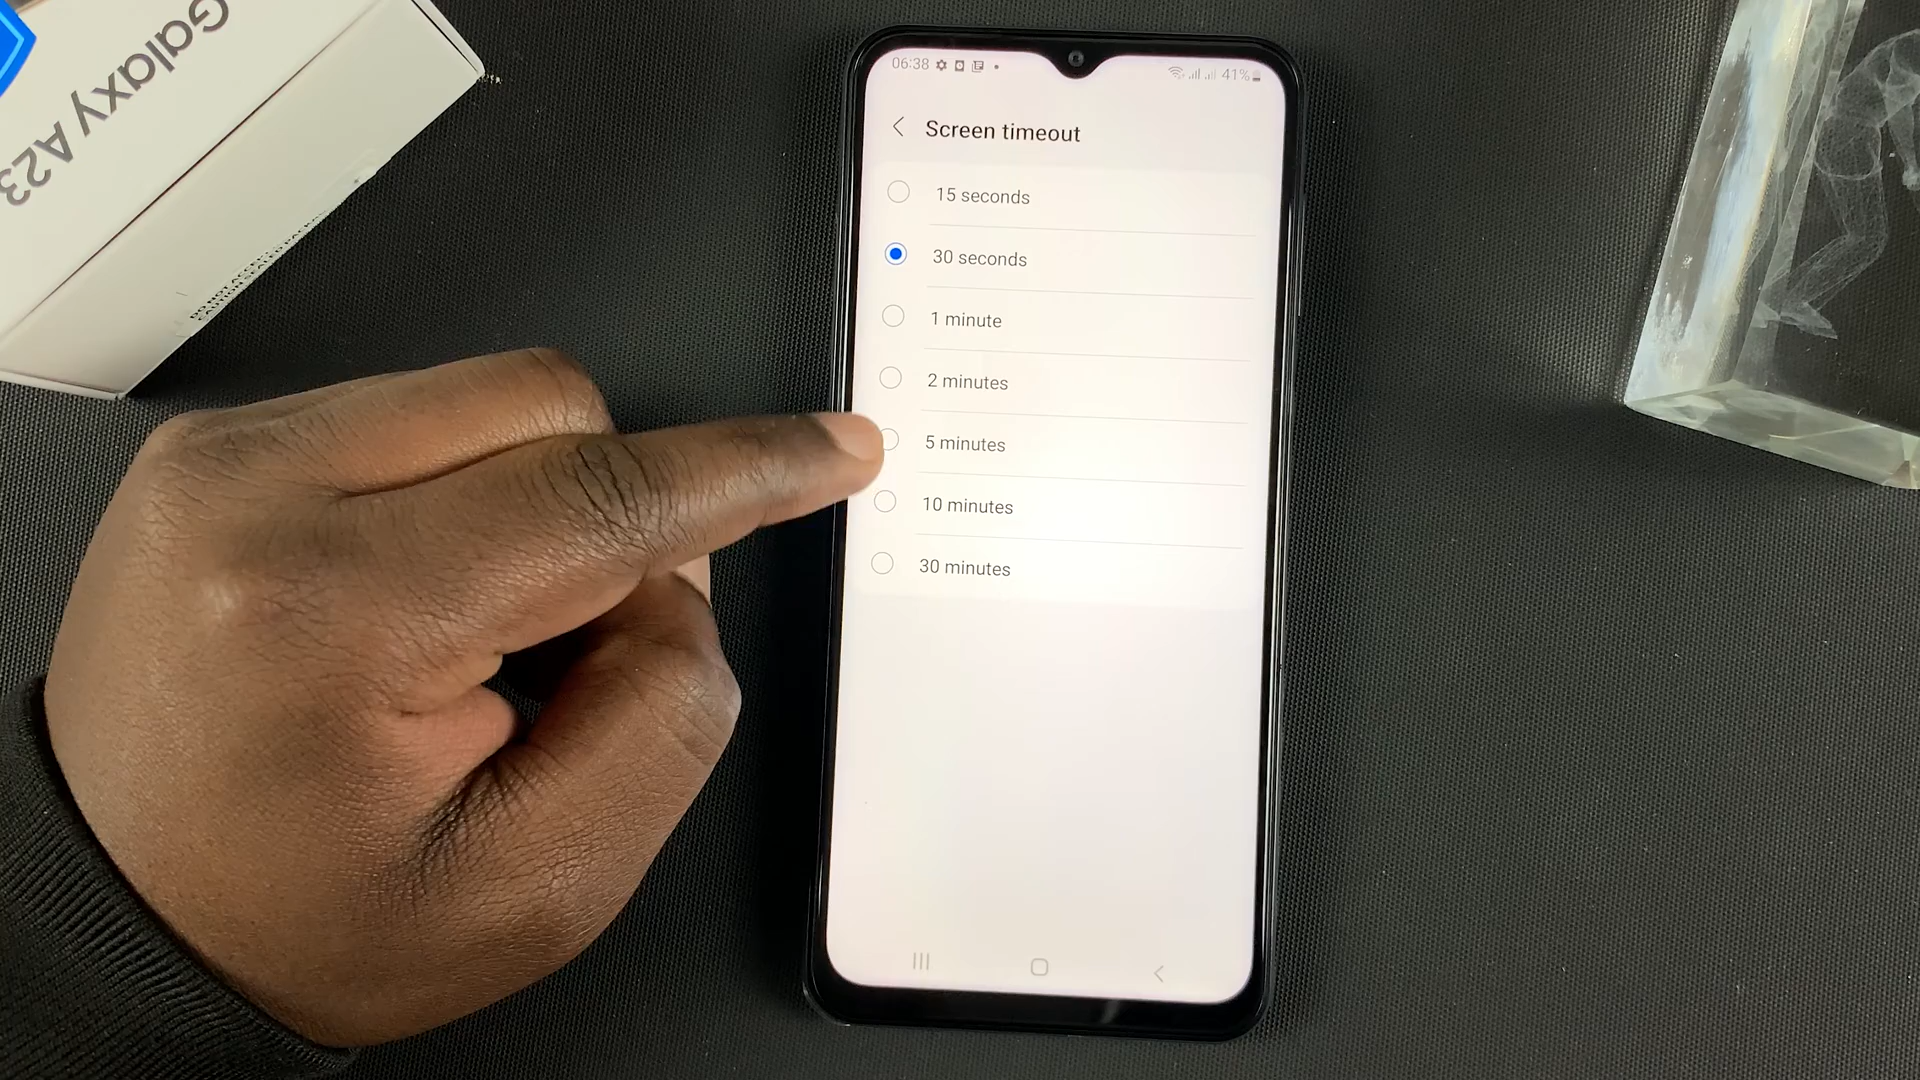 Galaxy A23
06:38
41%
Screen timeout
15 seconds
30 seconds
1 minute
2 minutes
5 minutes
10 minutes
30 minutes